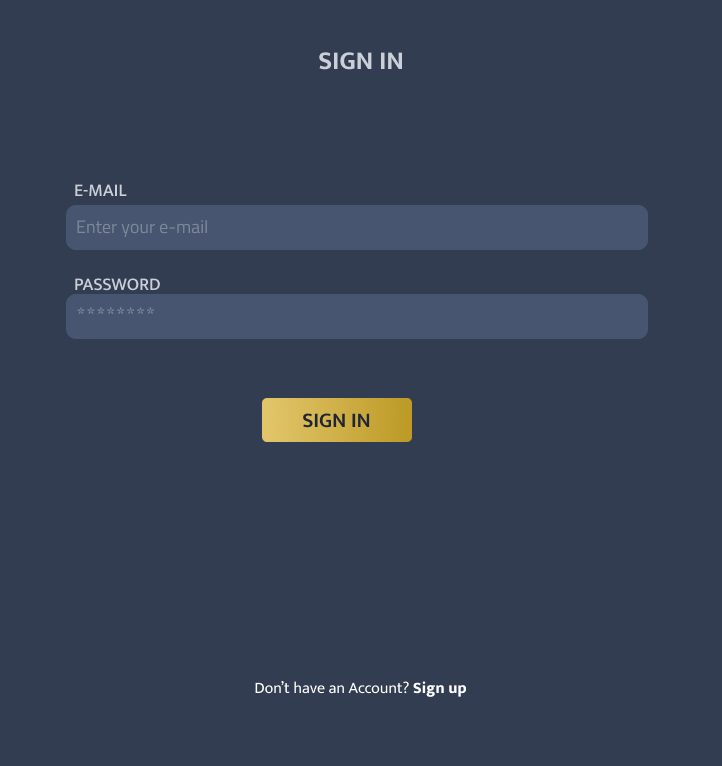 SIGN IN
E-MAIL
Enter your e-mail
PASSWORD
********
SIGN IN
Don’t have an Account? Sign up